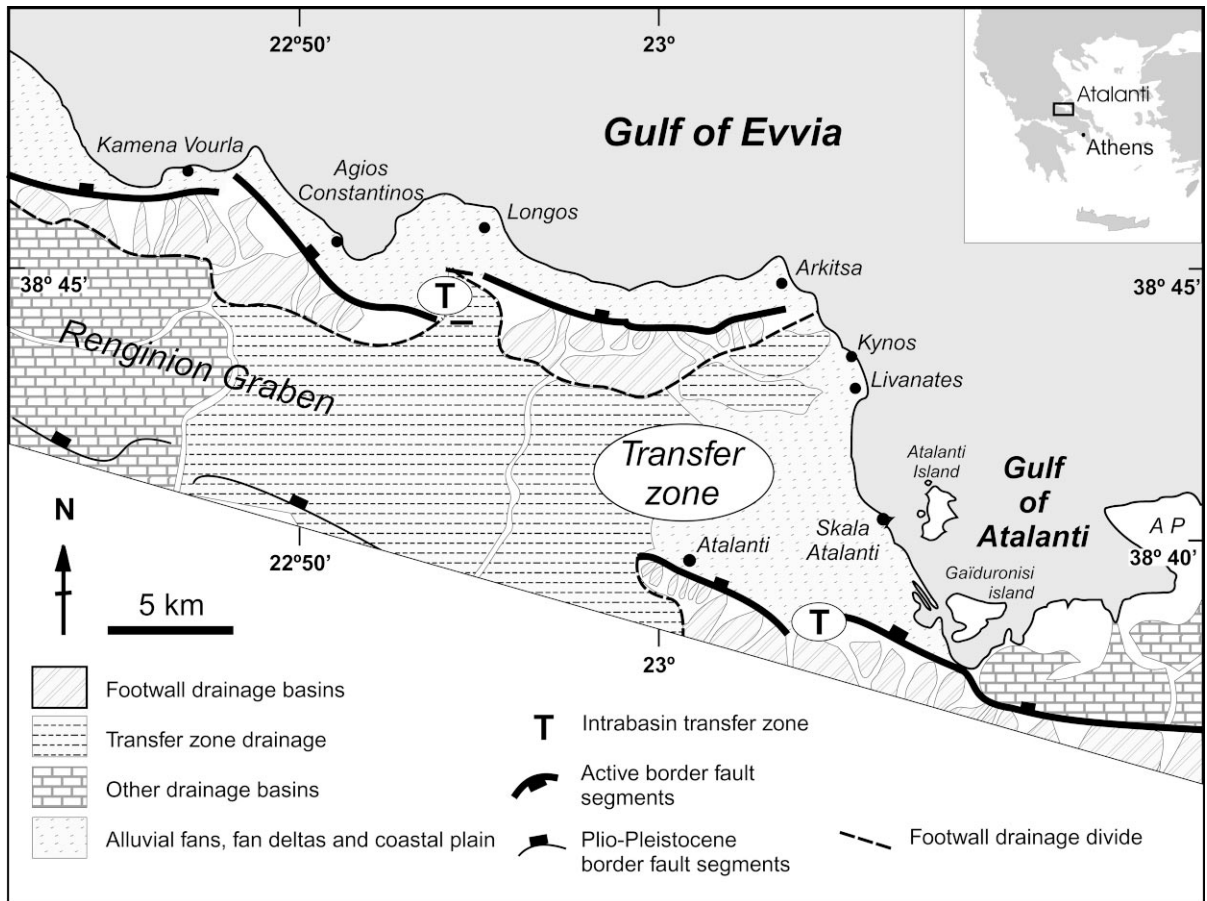 22º50’
23º
Atalanti
Athens
Gulf of Evvia
Kamena Vourla
Agios
Constantinos
Longos
Arkitsa
38º 45’
38º 45’
T
Kynos
Livanates
Renginion Graben
Transfer
zone
Atalanti
Island
Gulf
of
Atalanti
A P
38º 40’
Skala
Atalanti
Gaïduronisi
island
N
22º50’
Atalanti
5 km
T
23º
Footwall drainage basins
Transfer zone drainage
Other drainage basins
Alluvial fans, fan deltas and coastal plain
T
Intrabasin transfer zone
Active border fault
segments
Plio-Pleistocene
border fault segments
Footwall drainage divide